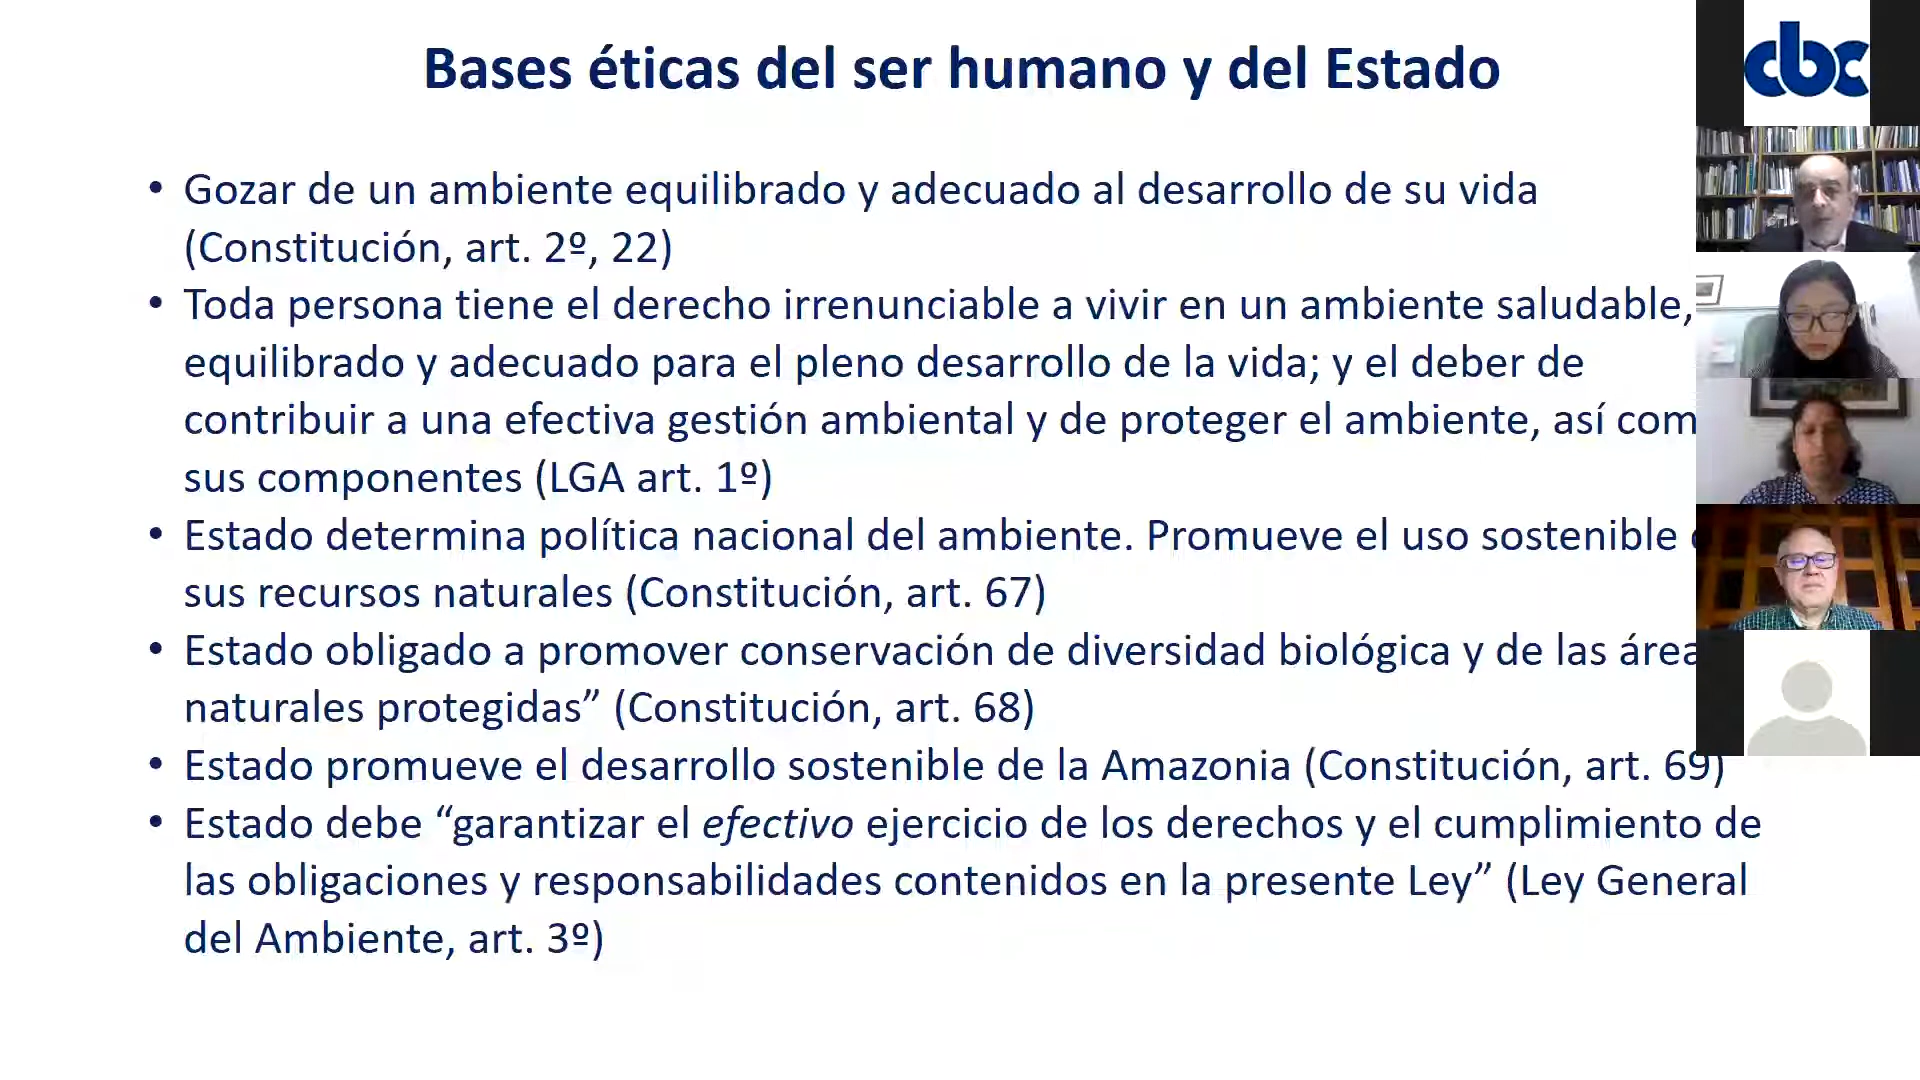 Bases éticas del ser humano y del Estado
cbc
• Gozar de un ambiente equilibrado y adecuado al desarrollo de su vida
(Constitución, art. 2º, 22)
• Toda persona tiene el derecho irrenunciable a vivir en un ambiente saludable,
equilibrado y adecuado para el pleno desarrollo de la vida; y el deber de
contribuir a una efectiva gestión ambiental y de proteger el ambiente, así com
sus componentes (LGA art. 1º)
• Estado determina política nacional del ambiente. Promueve el uso sostenible
sus recursos naturales (Constitución, art. 67)
• Estado obligado a promover conservación de diversidad biológica y de las área
naturales protegidas” (Constitución, art. 68)
• Estado promueve el desarrollo sostenible de la Amazonia (Constitución, art. 69)
• Estado debe “garantizar el efectivo ejercicio de los derechos y el cumplimiento de
las obligaciones y responsabilidades contenidos en la presente Ley” (Ley General
del Ambiente, art. 3º)